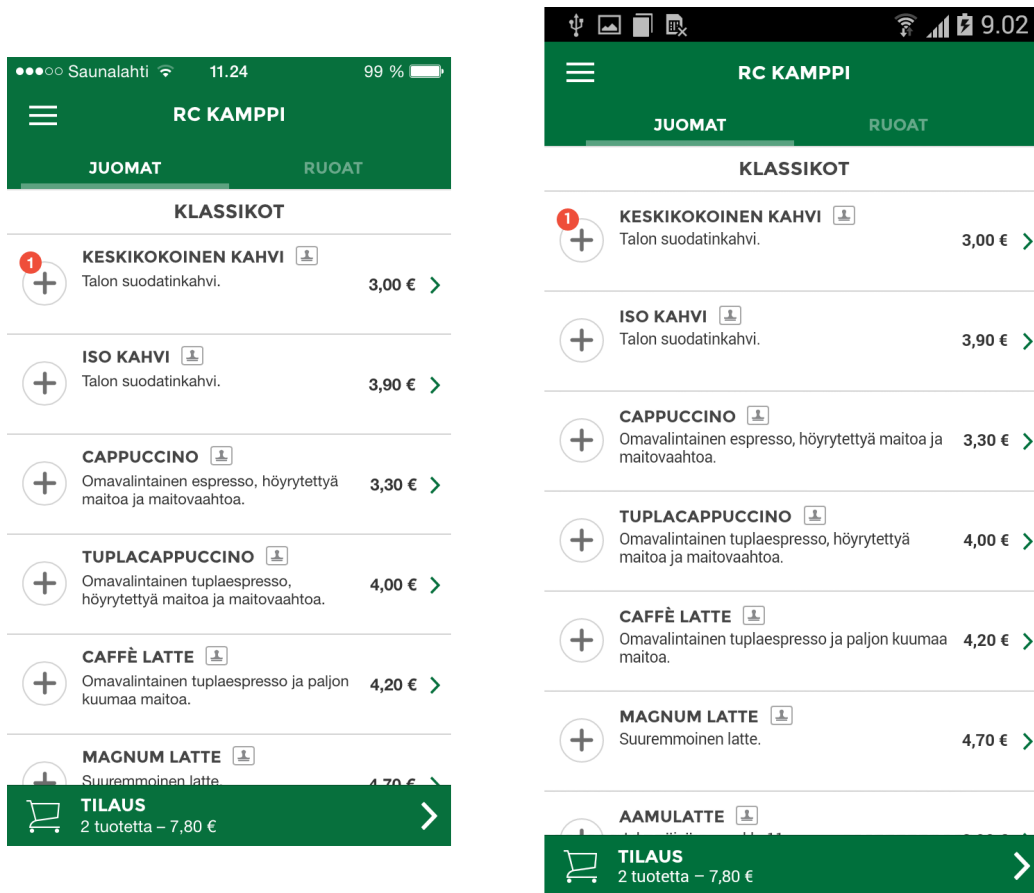 Saunalahti 11.24 99 %
RC KAMPPI
JUOMAT RUOAT
KLASSIKOT
1
KESKIKOKOINEN KAHVI
Talon suodatinkahvi.
3,00 €
ISO KAHVI
Talon suodatinkahvi.
3,90 €
CAPPUCCINO
Omavalintainen espresso, höyrytettyä
maitoa ja maitovaahtoa.
3,30 €
TUPLACAPPUCCINO
Omavalintainen tuplaespresso,
höyrytettyä maitoa ja maitovaahtoa.
4,00 €
CAFFÈ LATTE
Omavalintainen tuplaespresso ja paljon
kuumaa maitoa.
4,20 €
MAGNUM LATTE
Suuremmoinen latte.
4,70 €
TILAUS
2 tuotetta – 7,80 €
9.02
RC KAMPPI
JUOMAT RUOAT
KLASSIKOT
1
KESKIKOKOINEN KAHVI
Talon suodatinkahvi.
3,00 €
ISO KAHVI
Talon suodatinkahvi.
3,90 €
CAPPUCCINO
Omavalintainen espresso, höyrytettyä maitoa ja
maitovaahtoa.
3,30 €
TUPLACAPPUCCINO
Omavalintainen tuplaespresso, höyrytettyä
maitoa ja maitovaahtoa.
4,00 €
CAFFÈ LATTE
Omavalintainen tuplaespresso ja paljon kuumaa
maitoa.
4,20 €
MAGNUM LATTE
Suuremmoinen latte.
4,70 €
AAMULATTE
TILAUS
2 tuotetta – 7,80 €